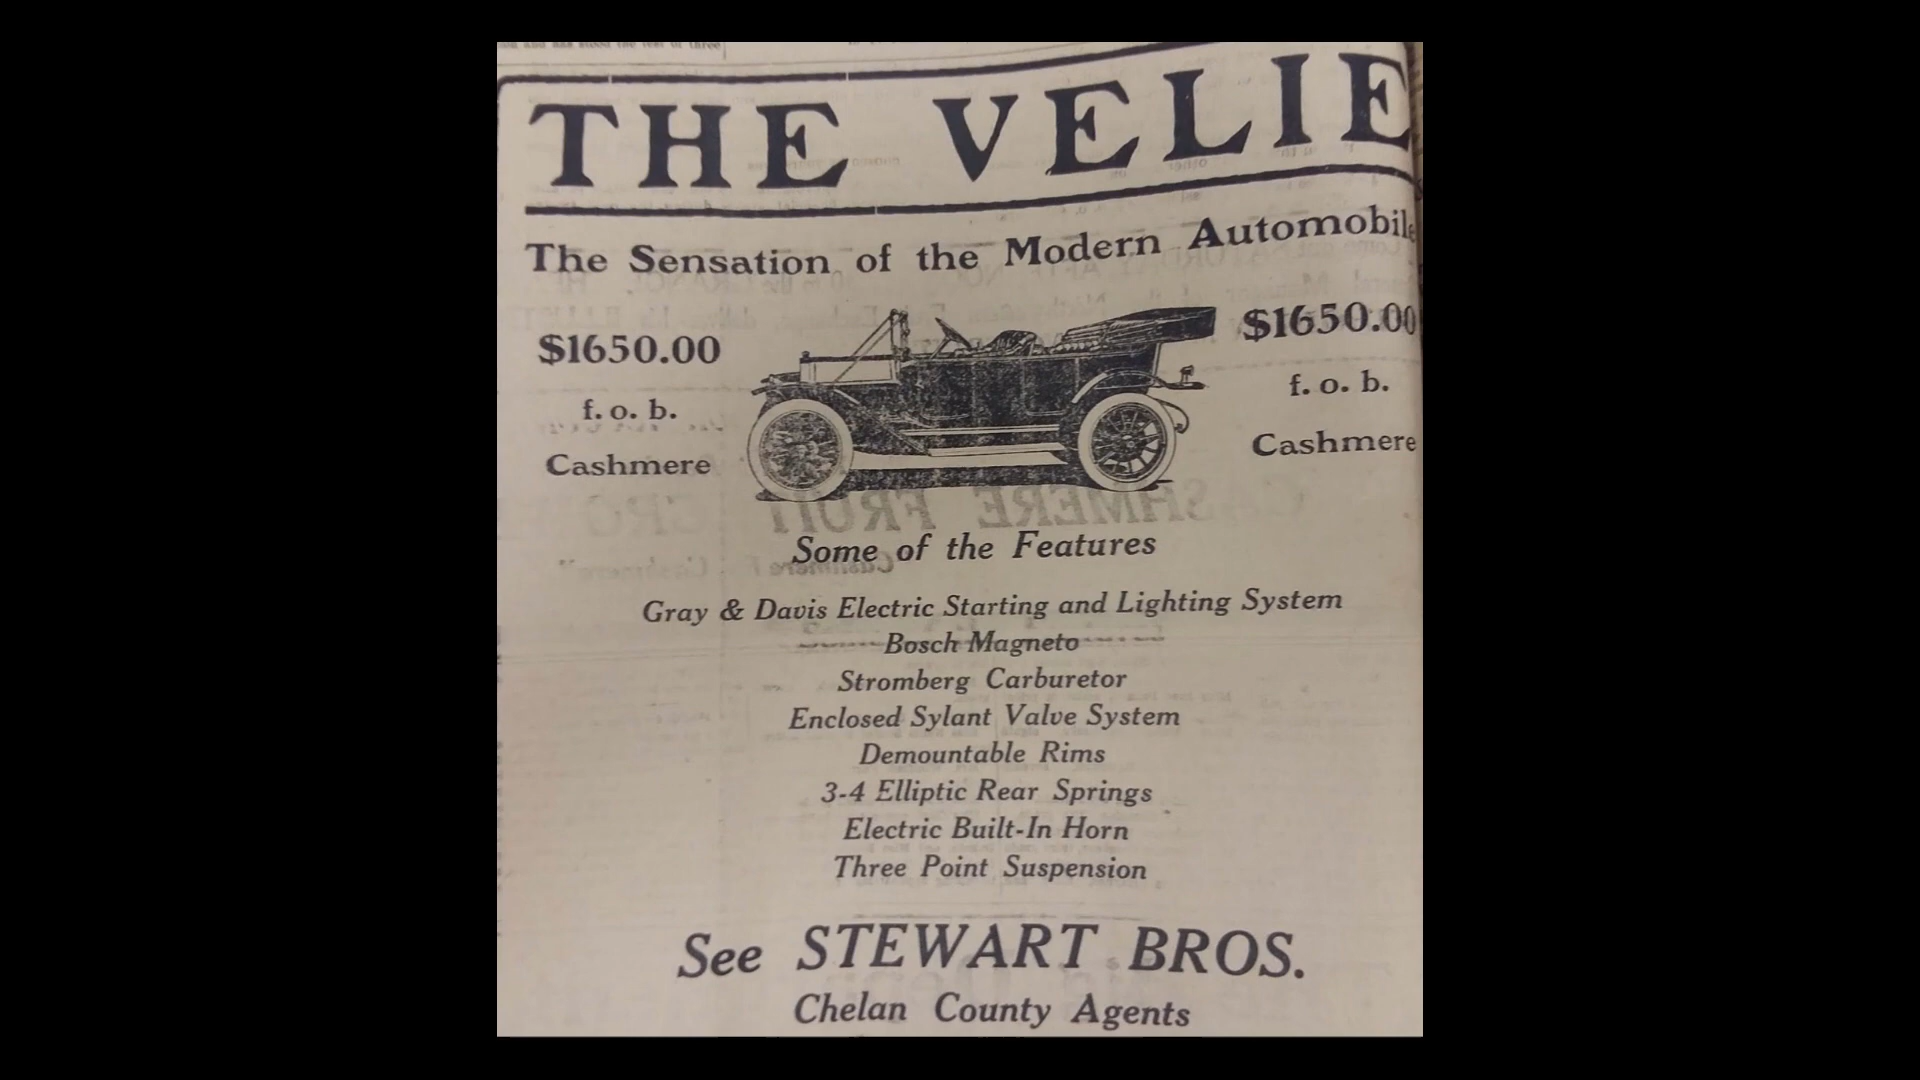 THE VELIE
The Sensation of the Modern Automobile
$1650.00
f. o. b.
Cashmere
$1650.00
f. o. b.
Cashmere
Some of the Features
Gray & Davis Electric Starting and Lighting System
Bosch Magneto
Stromberg Carburetor
Enclosed Sylant Valve System
Demountable Rims
3-4 Elliptic Rear Springs
Electric Built-In Horn
Three Point Suspension
See STEWART BROS.
Chelan County Agents